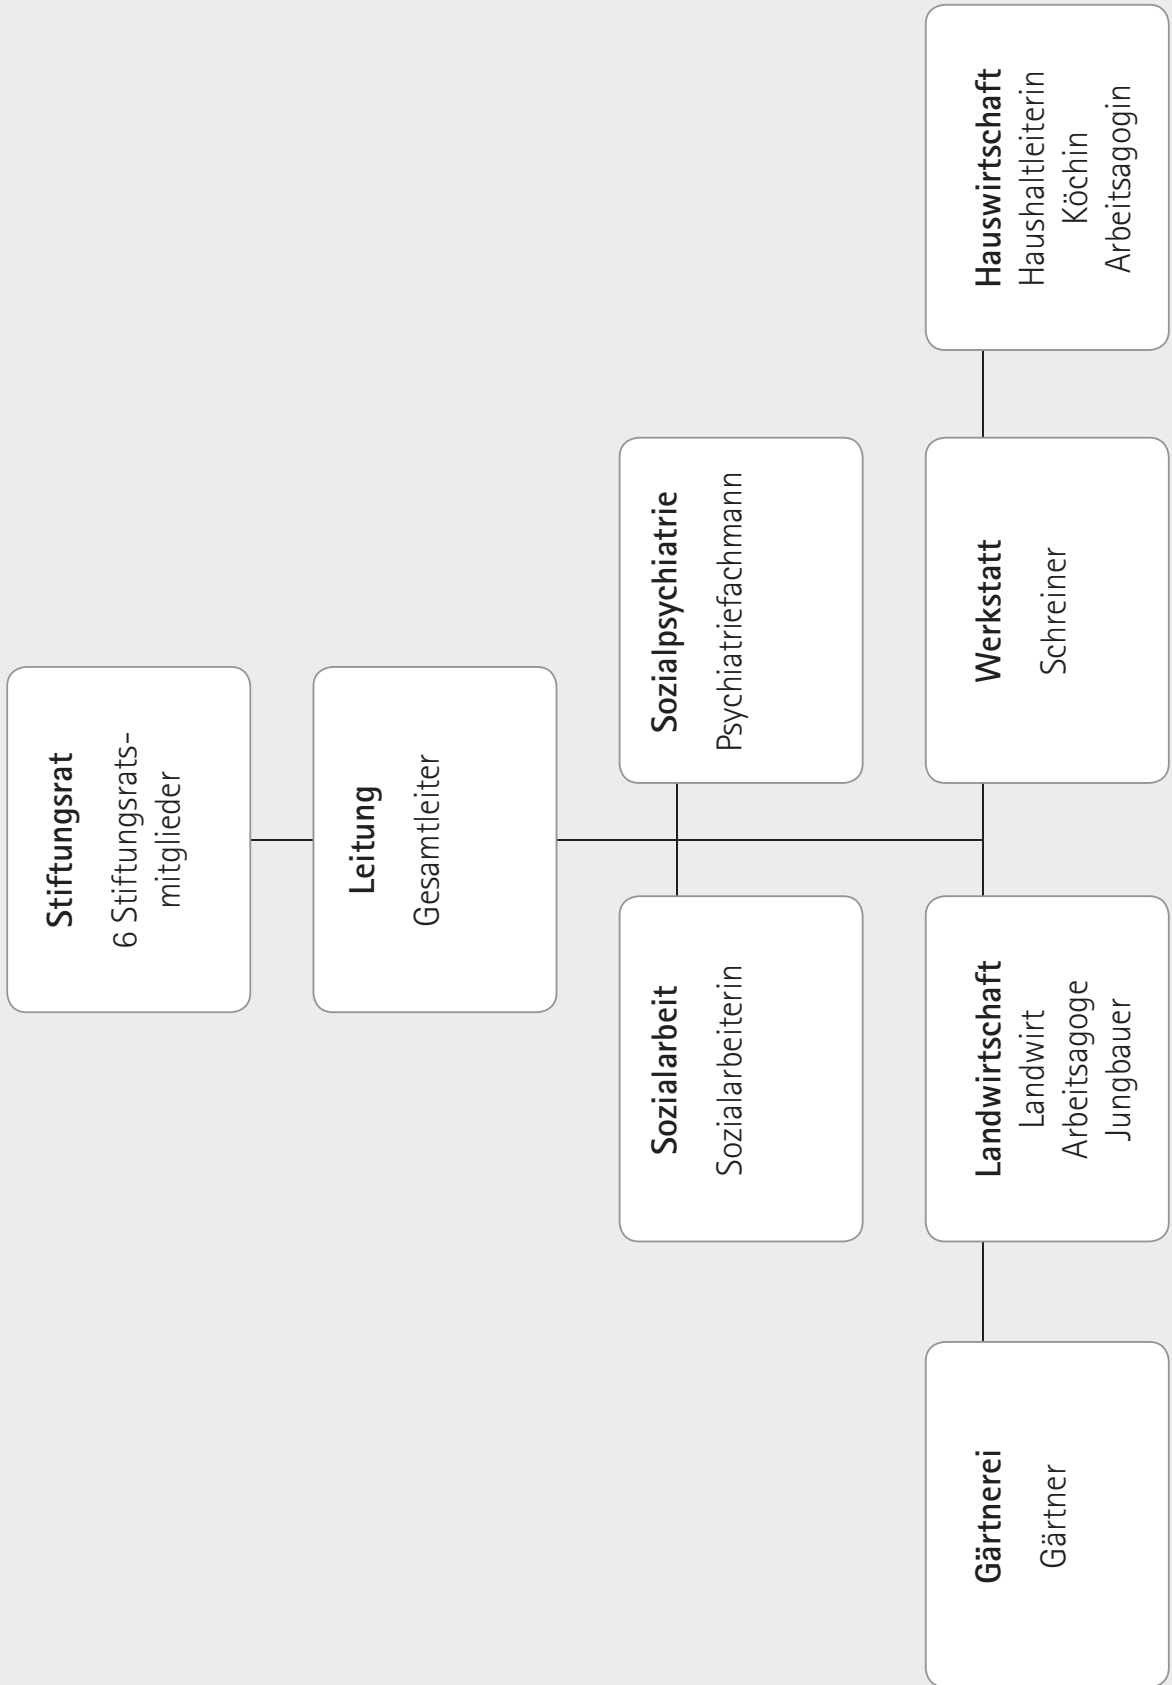 Stiftungsrat
6 Stiftungsrats-
mitglieder
Leitung
Gesamtleiter
Sozialarbeit
Sozialarbeiterin
Sozialpsychiatrie
Psychiatriefachmann
Gärtnerei
Gärtner
Landwirtschaft
Landwirt
Arbeitsagoge
Jungbauer
Werkstatt
Schreiner
Hauswirtschaft
Haushaltleiterin
Köchin
Arbeitsagogin